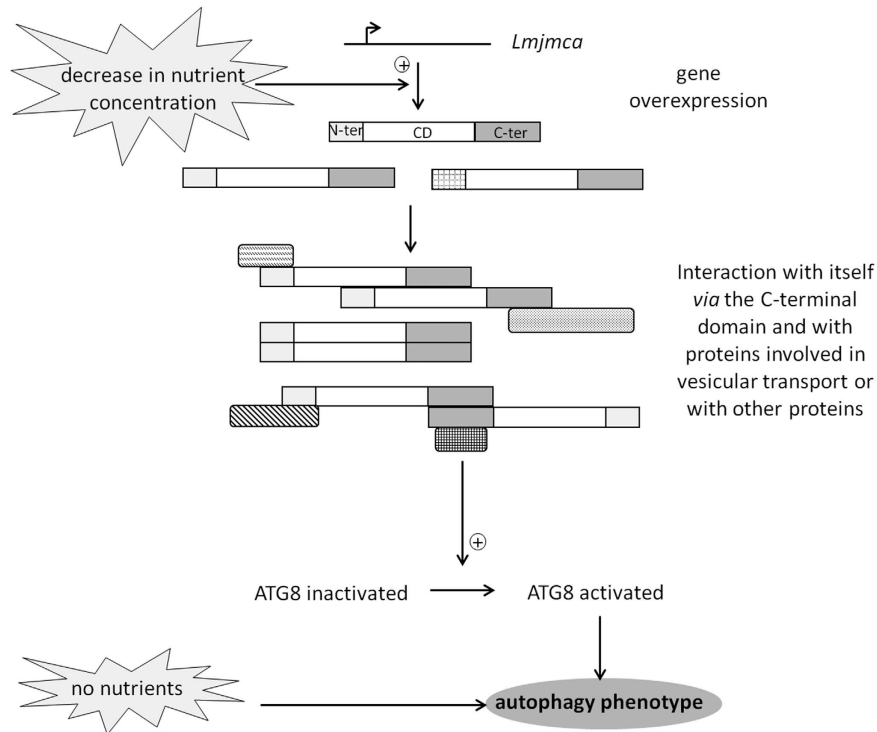 Lmjmca
decrease in nutrient
concentration
+
gene
overexpression
N-ter CD C-ter
Interaction with itself
via the C-terminal
domain and with
proteins involved in
vesicular transport or
with other proteins
+
ATG8 inactivated
ATG8 activated
no nutrients
autophagy phenotype